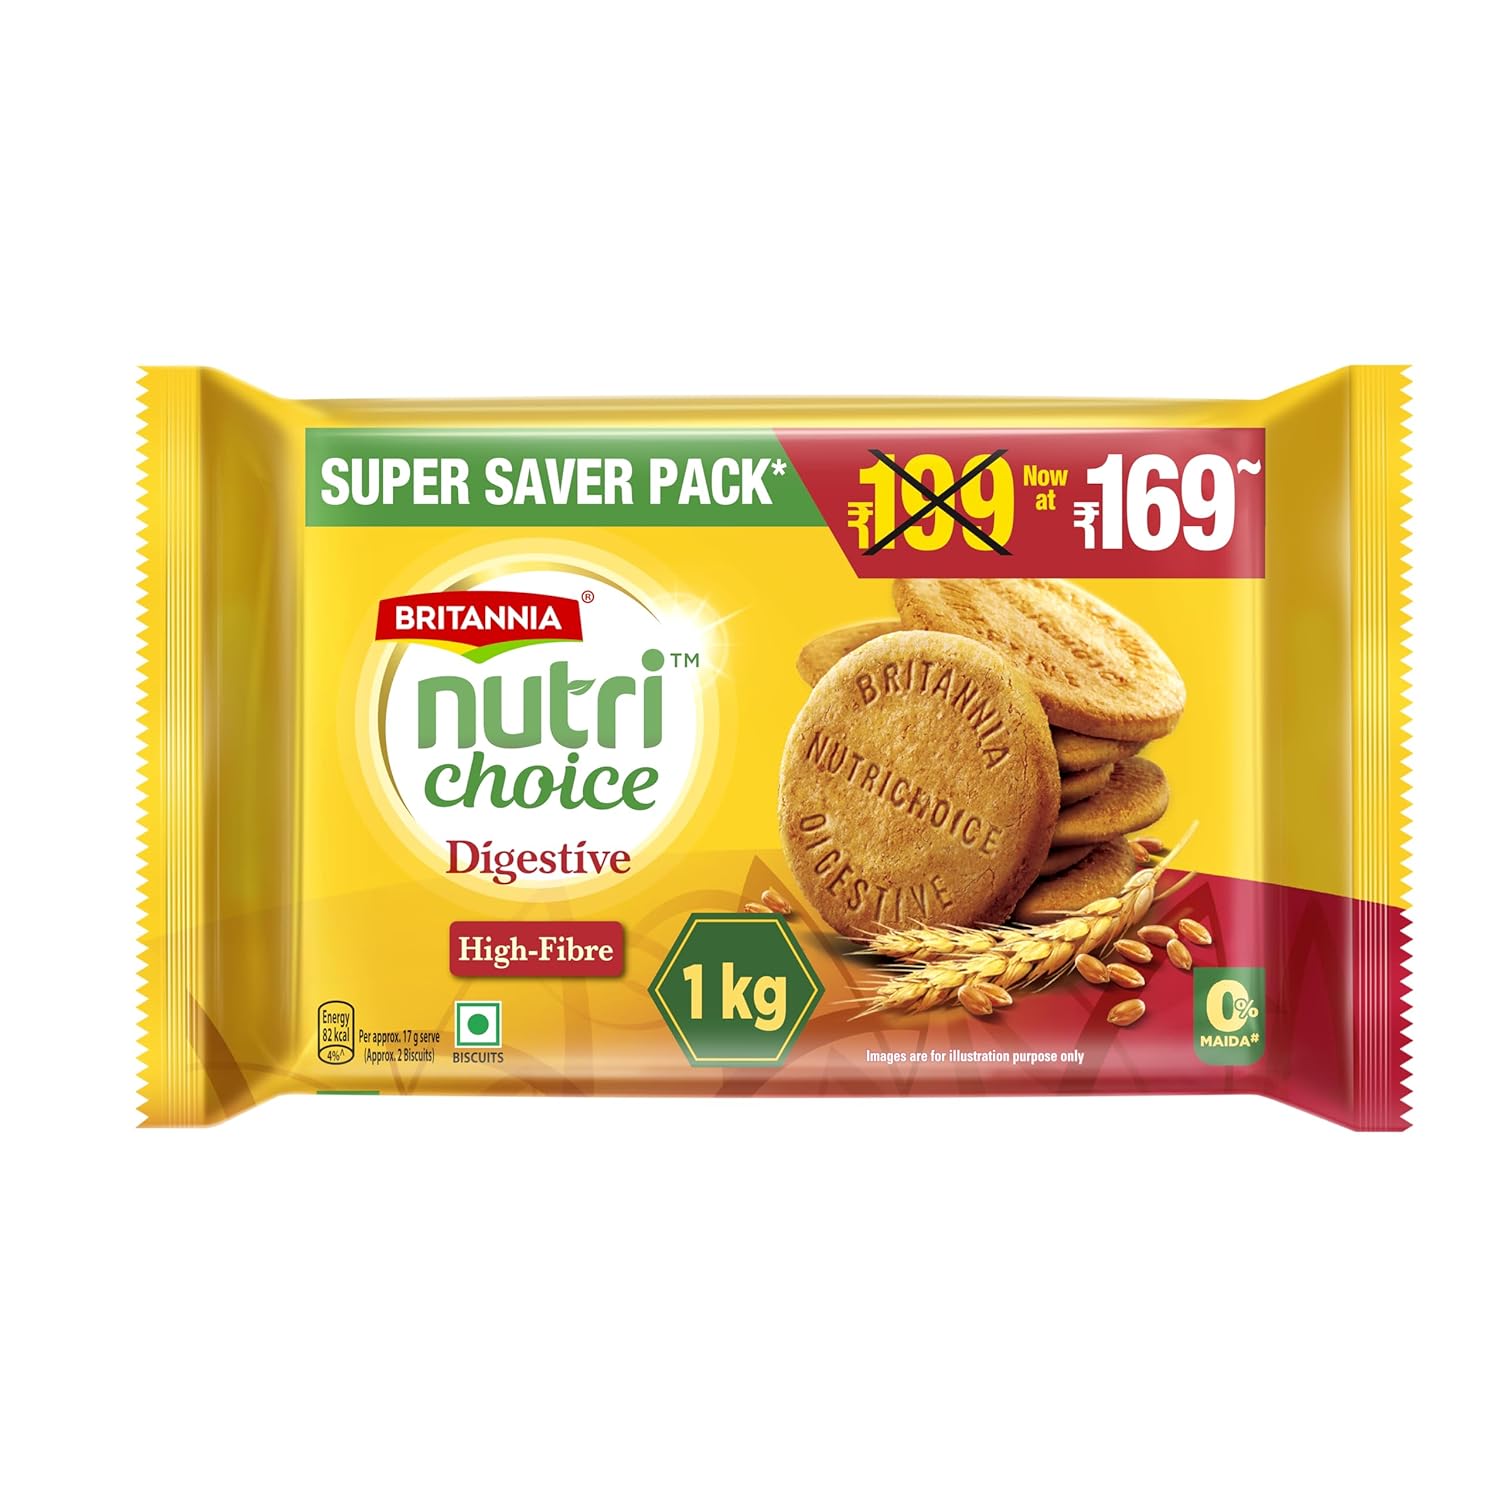 SUPER SAVER PACK*
₹199 Now at ₹169~
BRITANNIA®
nutri™
choice
Digestive
High-Fibre
BRITANNIA
NUTRICHOICE
DIGESTIVE
1 kg
Energy
82 kcal
4%^
Per approx. 17 g serve
(Approx. 2 Biscuits)
BISCUITS
Images are for illustration purpose only
0%
MAIDA#